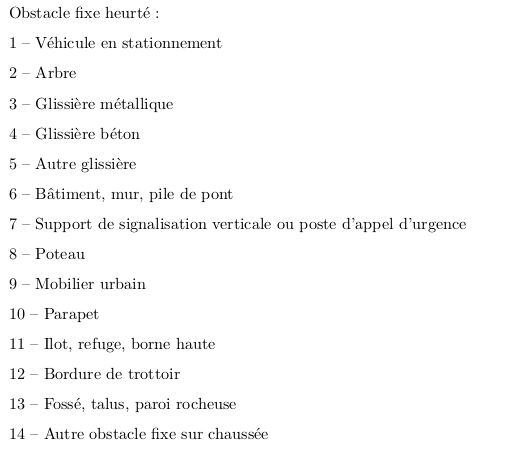 Obstacle fixe heurté :
1 – Véhicule en stationnement
2 – Arbre
3 – Glissière métallique
4 – Glissière béton
5 – Autre glissière
6 – Bâtiment, mur, pile de pont
7 – Support de signalisation verticale ou poste d'appel d'urgence
8 – Poteau
9 – Mobilier urbain
10 – Parapet
11 – Ilot, refuge, borne haute
12 – Bordure de trottoir
13 – Fossé, talus, paroi rocheuse
14 – Autre obstacle fixe sur chaussée